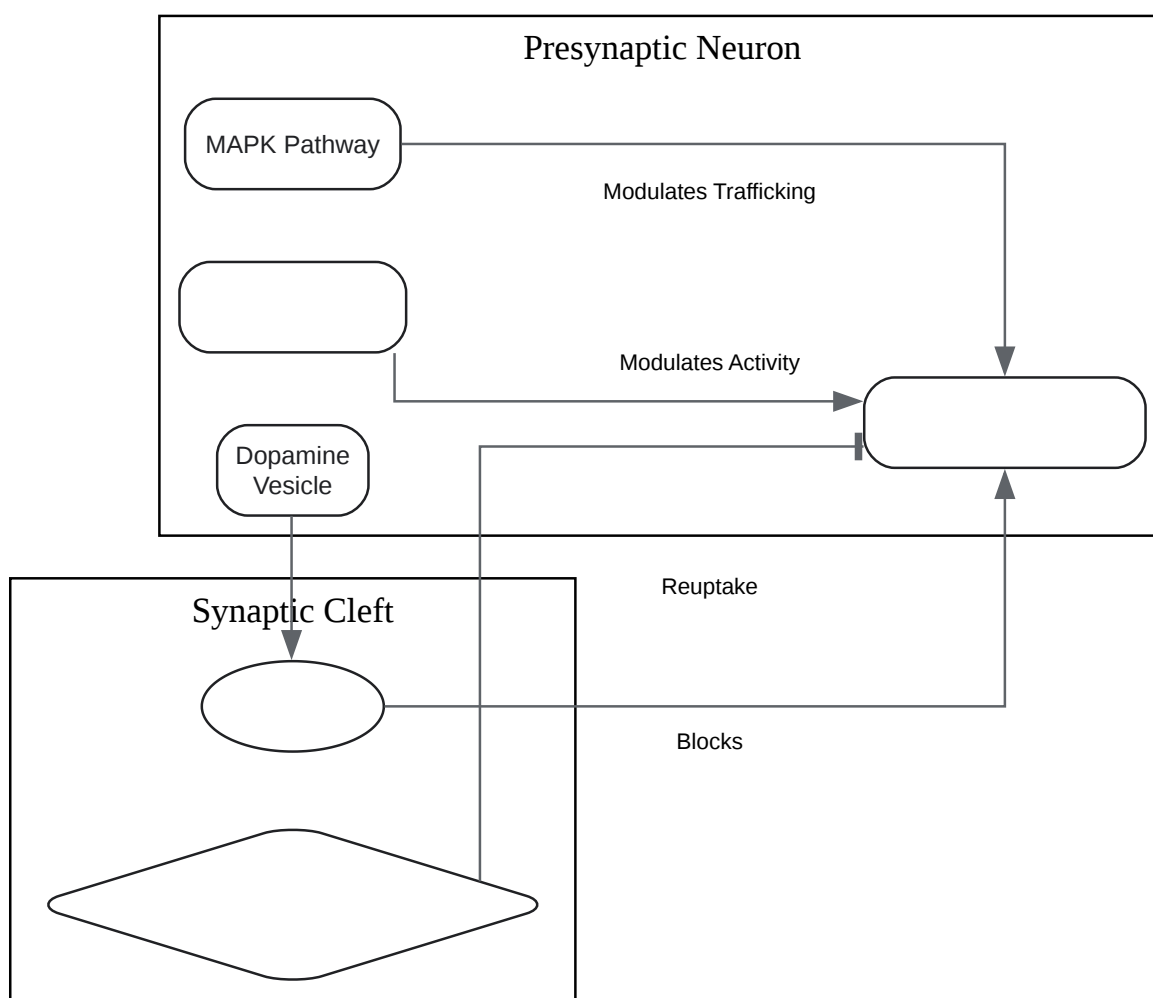 Presynaptic Neuron
MAPK Pathway
Modulates Trafficking
Modulates Activity
Dopamine
Vesicle
Reuptake
Synaptic Cleft
Blocks